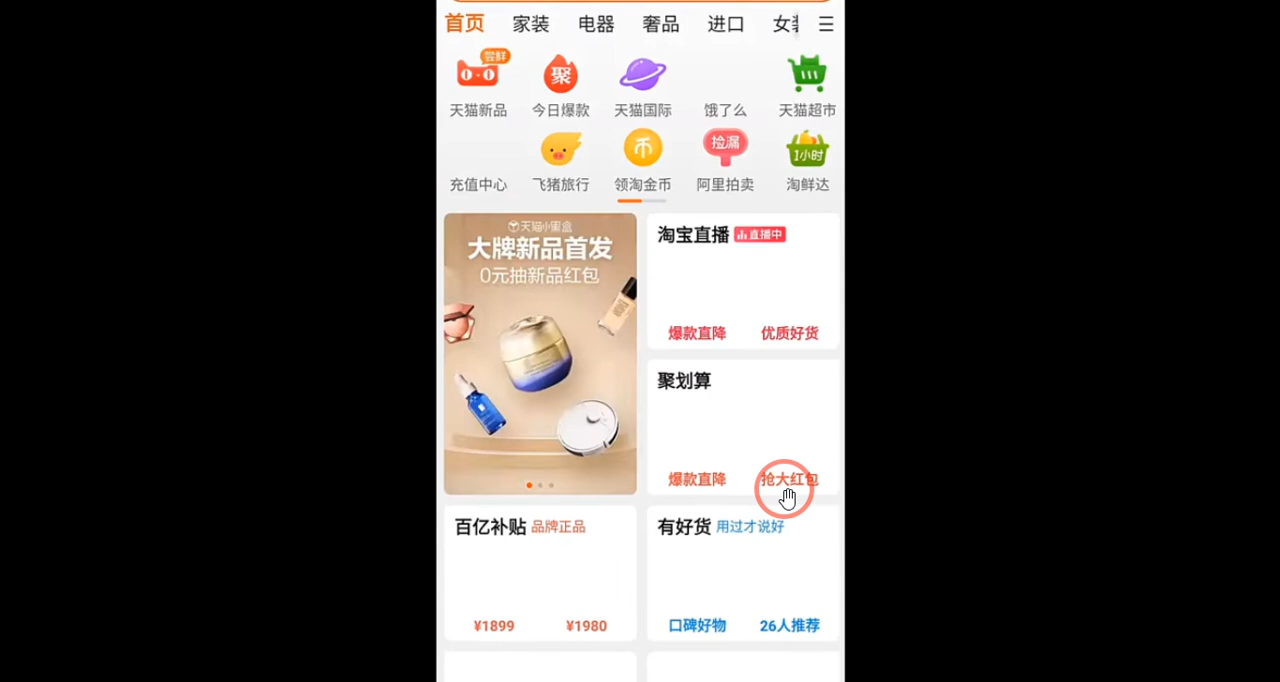 首页 家装 电器 奢品 进口 女装
尝鲜
聚
天猫新品 今日爆款 天猫国际 饿了么 天猫超市
币 捡漏 1小时
充值中心 飞猪旅行 领淘金币 阿里拍卖 淘鲜达
天猫小黑盒
大牌新品首发
0元抽新品红包
淘宝直播 直播中
爆款直降 优质好货
聚划算
爆款直降 抢大红包
百亿补贴 品牌正品
¥1899 ¥1980
有好货 用过才说好
口碑好物 26人推荐